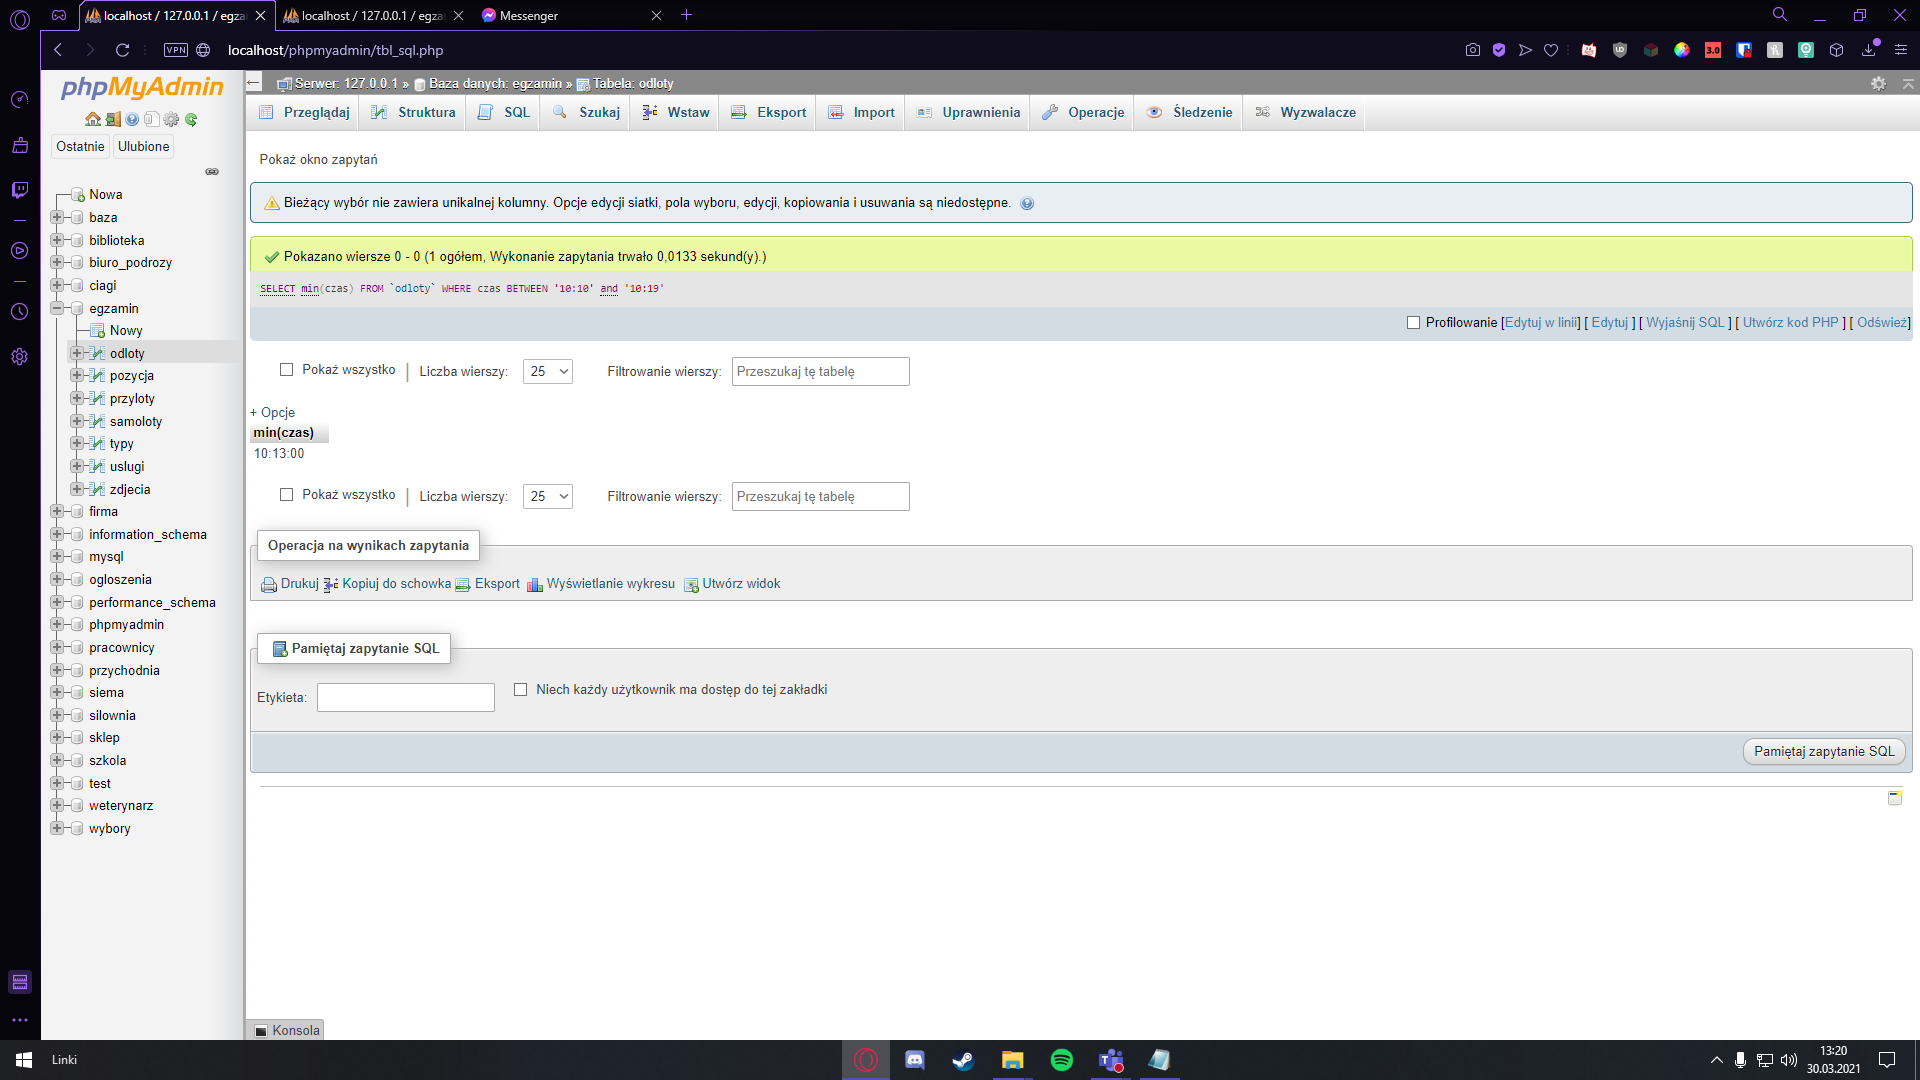 localhost / 127.0.0.1 / egza
localhost / 127.0.0.1 / egza
Messenger
VPN
localhost/phpmyadmin/tbl_sql.php
3.0
phpMyAdmin
Ostatnie
Ulubione
Nowa
baza
biblioteka
biuro_podrozy
ciagi
egzamin
Nowy
odloty
pozycja
przyloty
samoloty
typy
uslugi
zdjecia
firma
information_schema
mysql
ogloszenia
performance_schema
phpmyadmin
pracownicy
przychodnia
siema
silownia
sklep
szkola
test
weterynarz
wybory
Serwer: 127.0.0.1 » Baza danych: egzamin » Tabela: odloty
Przeglądaj
Struktura
SQL
Szukaj
Wstaw
Eksport
Import
Uprawnienia
Operacje
Śledzenie
Wyzwalacze
Pokaż okno zapytań
Bieżący wybór nie zawiera unikalnej kolumny. Opcje edycji siatki, pola wyboru, edycji, kopiowania i usuwania są niedostępne.
Pokazano wiersze 0 - 0 (1 ogółem, Wykonanie zapytania trwało 0,0133 sekund(y).)
SELECT min(czas) FROM `odloty` WHERE czas BETWEEN '10:10' and '10:19'
Profilowanie [Edytuj w linii] [ Edytuj ] [ Wyjaśnij SQL ] [ Utwórz kod PHP ] [ Odśwież]
Pokaż wszystko | Liczba wierszy: 25 Filtrowanie wierszy: Przeszukaj tę tabelę
+ Opcje
min(czas)
10:13:00
Pokaż wszystko | Liczba wierszy: 25 Filtrowanie wierszy: Przeszukaj tę tabelę
Operacja na wynikach zapytania
Drukuj Kopiuj do schowka Eksport Wyświetlanie wykresu Utwórz widok
Pamiętaj zapytanie SQL
Etykieta: Niech każdy użytkownik ma dostęp do tej zakładki
Pamiętaj zapytanie SQL
Konsola
Linki
13:20
30.03.2021